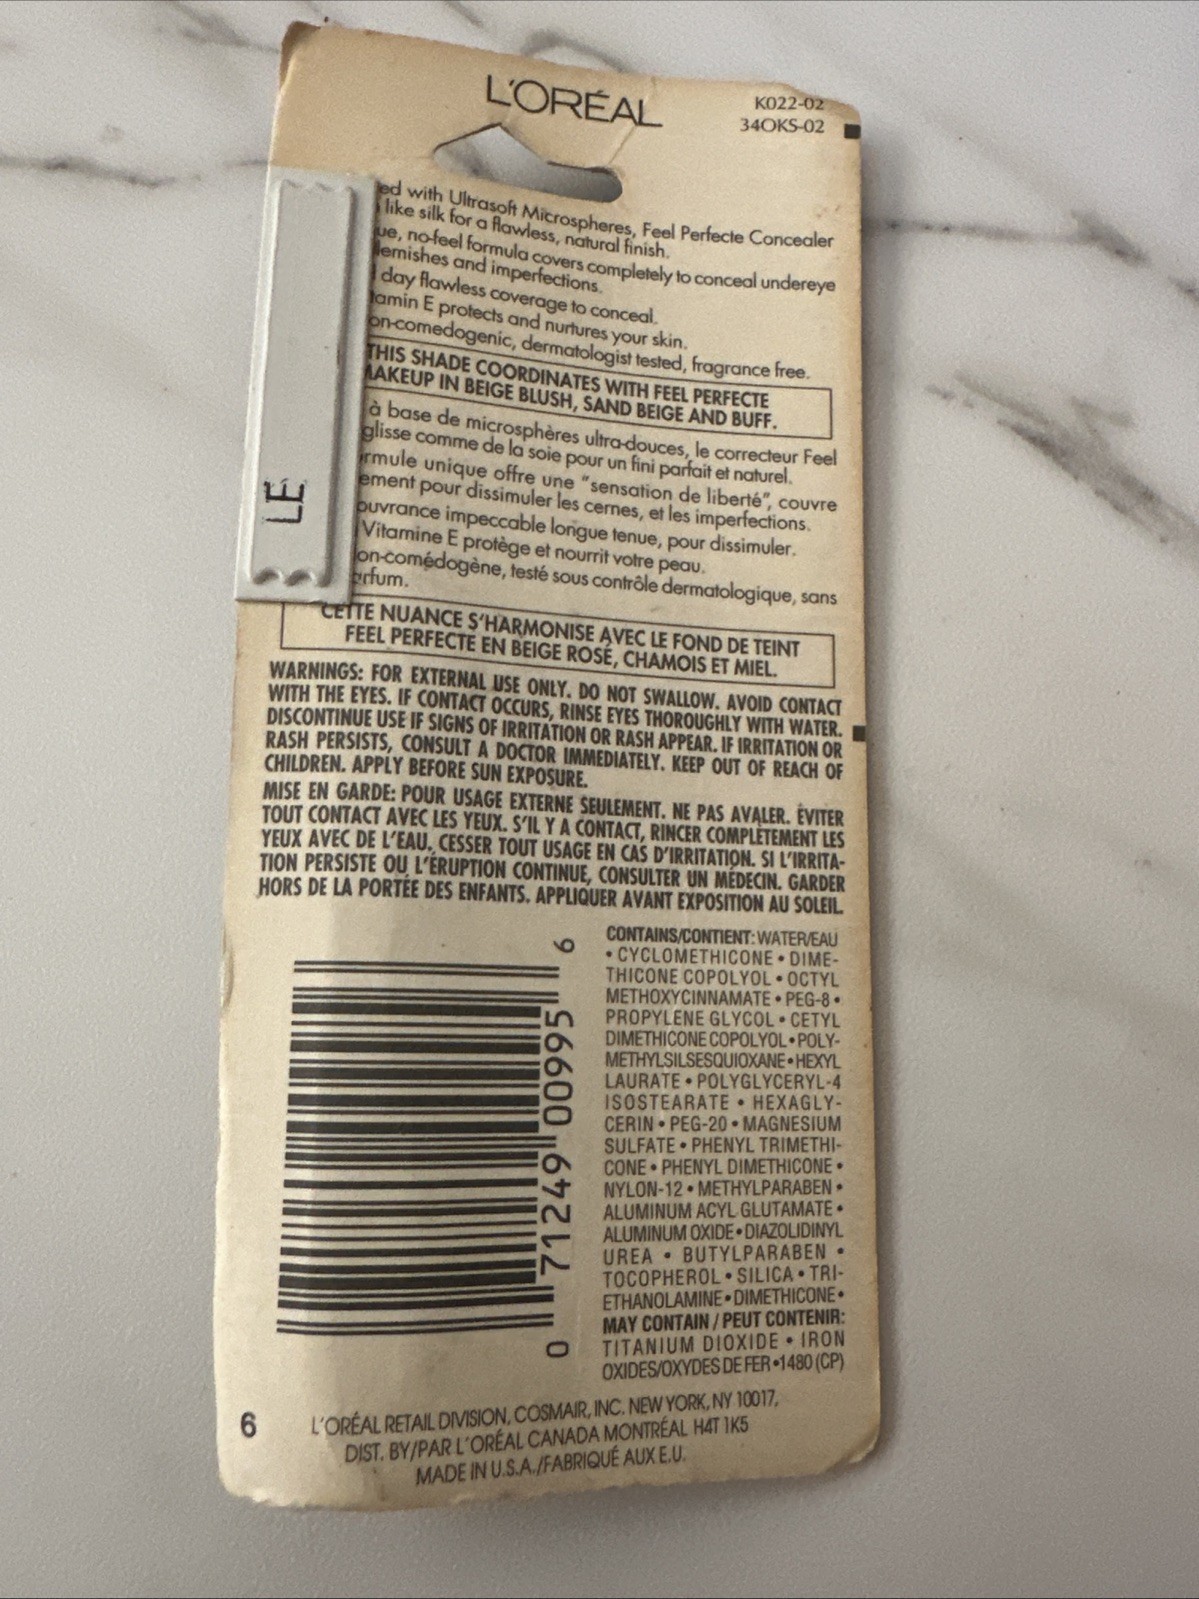 L'ORÉAL
K022-02
34OKS-02
ed with Ultrasoft Microspheres, Feel Perfecte Concealer
like silk for a flawless, natural finish.
ue, no-feel formula covers completely to conceal undereye
lemishes and imperfections.
day flawless coverage to conceal.
tamin E protects and nurtures your skin.
on-comedogenic, dermatologist tested, fragrance free.
THIS SHADE COORDINATES WITH FEEL PERFECTE
MAKEUP IN BEIGE BLUSH, SAND BEIGE AND BUFF.
à base de microsphères ultra-douces, le correcteur Feel
glisse comme de la soie pour un fini parfait et naturel.
rmule unique offre une "sensation de liberté", couvre
ement pour dissimuler les cernes, et les imperfections.
ouvrance impeccable longue tenue, pour dissimuler.
Vitamine E protège et nourrit votre peau.
on-comédogène, testé sous contrôle dermatologique, sans
arfum.
LE
CETTE NUANCE S'HARMONISE AVEC LE FOND DE TEINT
FEEL PERFECTE EN BEIGE ROSÉ, CHAMOIS ET MIEL.
WARNINGS: FOR EXTERNAL USE ONLY. DO NOT SWALLOW. AVOID CONTACT
WITH THE EYES. IF CONTACT OCCURS, RINSE EYES THOROUGHLY WITH WATER.
DISCONTINUE USE IF SIGNS OF IRRITATION OR RASH APPEAR. IF IRRITATION OR
RASH PERSISTS, CONSULT A DOCTOR IMMEDIATELY. KEEP OUT OF REACH OF
CHILDREN. APPLY BEFORE SUN EXPOSURE.
MISE EN GARDE: POUR USAGE EXTERNE SEULEMENT. NE PAS AVALER. ÉVITER
TOUT CONTACT AVEC LES YEUX. S'IL Y A CONTACT, RINCER COMPLÈTEMENT LES
YEUX AVEC DE L'EAU. CESSER TOUT USAGE EN CAS D'IRRITATION. SI L'IRRITA-
TION PERSISTE OU L'ÉRUPTION CONTINUE, CONSULTER UN MÉDECIN. GARDER
HORS DE LA PORTÉE DES ENFANTS. APPLIQUER AVANT EXPOSITION AU SOLEIL.
0 71249 00995 6
CONTAINS/CONTIENT: WATER/EAU
• CYCLOMETHICONE • DIME-
THICONE COPOLYOL • OCTYL
METHOXYCINNAMATE • PEG-8 •
PROPYLENE GLYCOL • CETYL
DIMETHICONE COPOLYOL • POLY-
METHYLSILSESQUIOXANE • HEXYL
LAURATE • POLYGLYCERYL-4
ISOSTEARATE • HEXAGLY-
CERIN • PEG-20 • MAGNESIUM
SULFATE • PHENYL TRIMETHI-
CONE • PHENYL DIMETHICONE •
NYLON-12 • METHYLPARABEN •
ALUMINUM ACYL GLUTAMATE •
ALUMINUM OXIDE • DIAZOLIDINYL
UREA • BUTYLPARABEN •
TOCOPHEROL • SILICA • TRI-
ETHANOLAMINE • DIMETHICONE •
MAY CONTAIN / PEUT CONTENIR:
TITANIUM DIOXIDE • IRON
OXIDES/OXYDES DE FER •1480 (CP)
6
L'ORÉAL RETAIL DIVISION, COSMAIR, INC. NEW YORK, NY 10017,
DIST. BY/PAR L'ORÉAL CANADA MONTRÉAL H4T 1K5
MADE IN U.S.A./FABRIQUÉ AUX E.U.